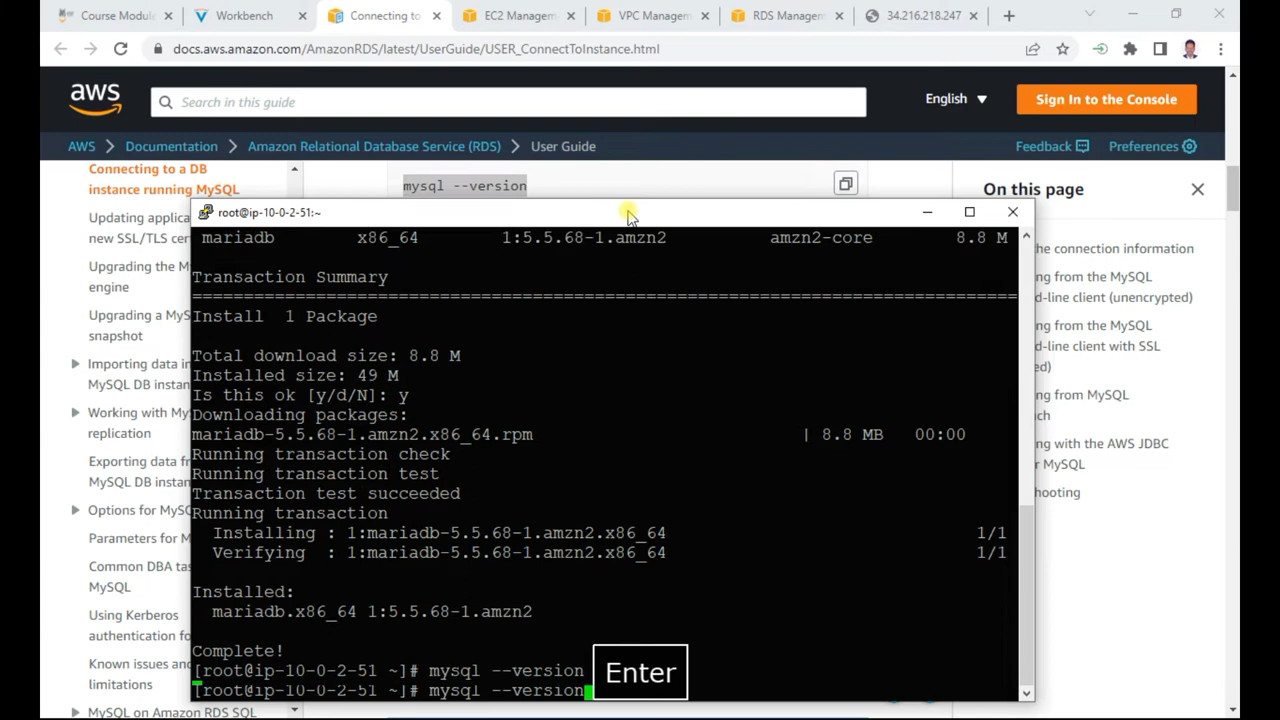 Course Modula
Workbench
Connecting to
EC2 Managem
VPC Managem
RDS Managem
34.216.218.247
docs.aws.amazon.com/AmazonRDS/latest/UserGuide/USER_ConnectToInstance.html
aws
Search in this guide
English
Sign In to the Console
AWS
Documentation
Amazon Relational Database Service (RDS)
User Guide
Feedback
Preferences
Connecting to a DB
instance running MySQL
Updating applica
new SSL/TLS cert
Upgrading the My
engine
Upgrading a MyS
snapshot
Importing data in
MySQL DB instan
Working with My
replication
Exporting data fr
MySQL DB instan
Options for MySQ
Parameters for M
Common DBA tas
MySQL
Using Kerberos
authentication fo
Known issues and
limitations
MySQL on Amazon RDS SQL
mysql --version
On this page
the connection information
ing from the MySQL
d-line client (unencrypted)
ing from the MySQL
d-line client with SSL
ed)
ing from MySQL
ch
ng with the AWS JDBC
r MySQL
hooting
root@ip-10-0-2-51:~
mariadb x86_64 1:5.5.68-1.amzn2 amzn2-core 8.8 M
Transaction Summary
================================================================================
Install 1 Package
Total download size: 8.8 M
Installed size: 49 M
Is this ok [y/d/N]: y
Downloading packages:
mariadb-5.5.68-1.amzn2.x86_64.rpm | 8.8 MB 00:00
Running transaction check
Running transaction test
Transaction test succeeded
Running transaction
Installing : 1:mariadb-5.5.68-1.amzn2.x86_64 1/1
Verifying : 1:mariadb-5.5.68-1.amzn2.x86_64 1/1
Installed:
mariadb.x86_64 1:5.5.68-1.amzn2
Complete!
[root@ip-10-0-2-51 ~]# mysql --version
[root@ip-10-0-2-51 ~]# mysql --version
Enter